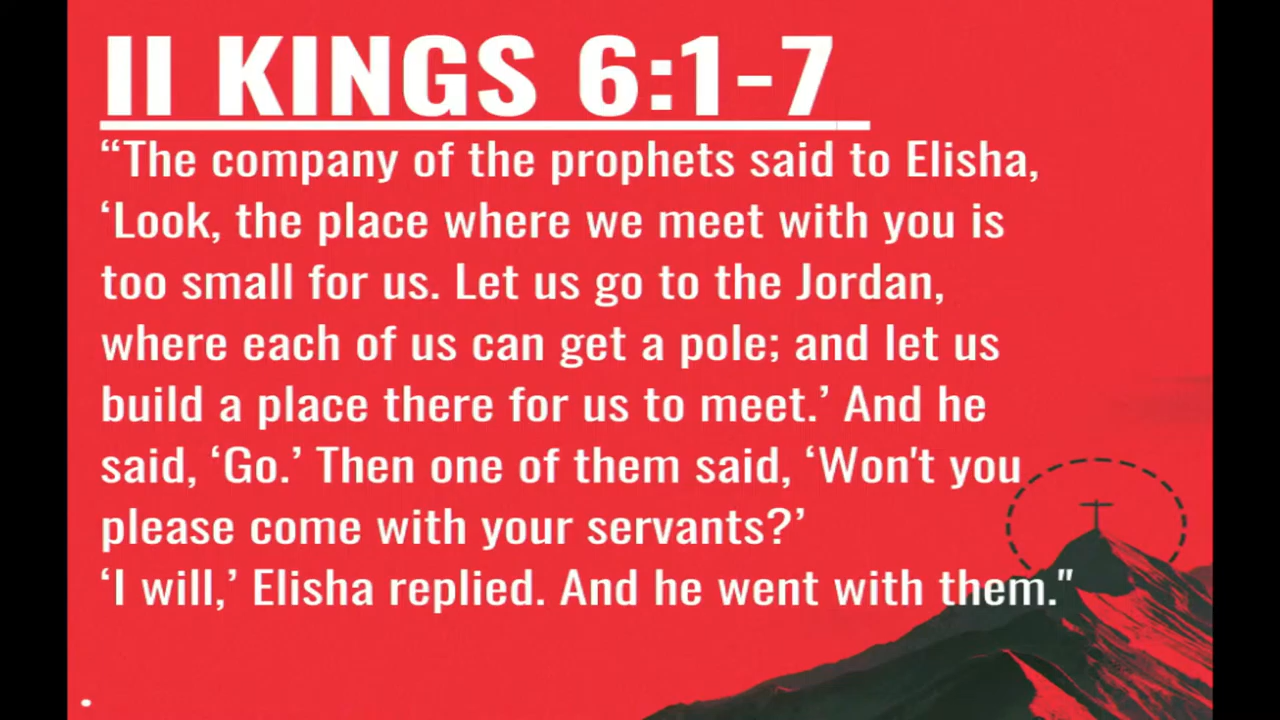 II KINGS 6:1-7
“The company of the prophets said to Elisha,
‘Look, the place where we meet with you is
too small for us. Let us go to the Jordan,
where each of us can get a pole; and let us
build a place there for us to meet.’ And he
said, ‘Go.’ Then one of them said, ‘Won't you
please come with your servants?’
‘I will,’ Elisha replied. And he went with them."
.